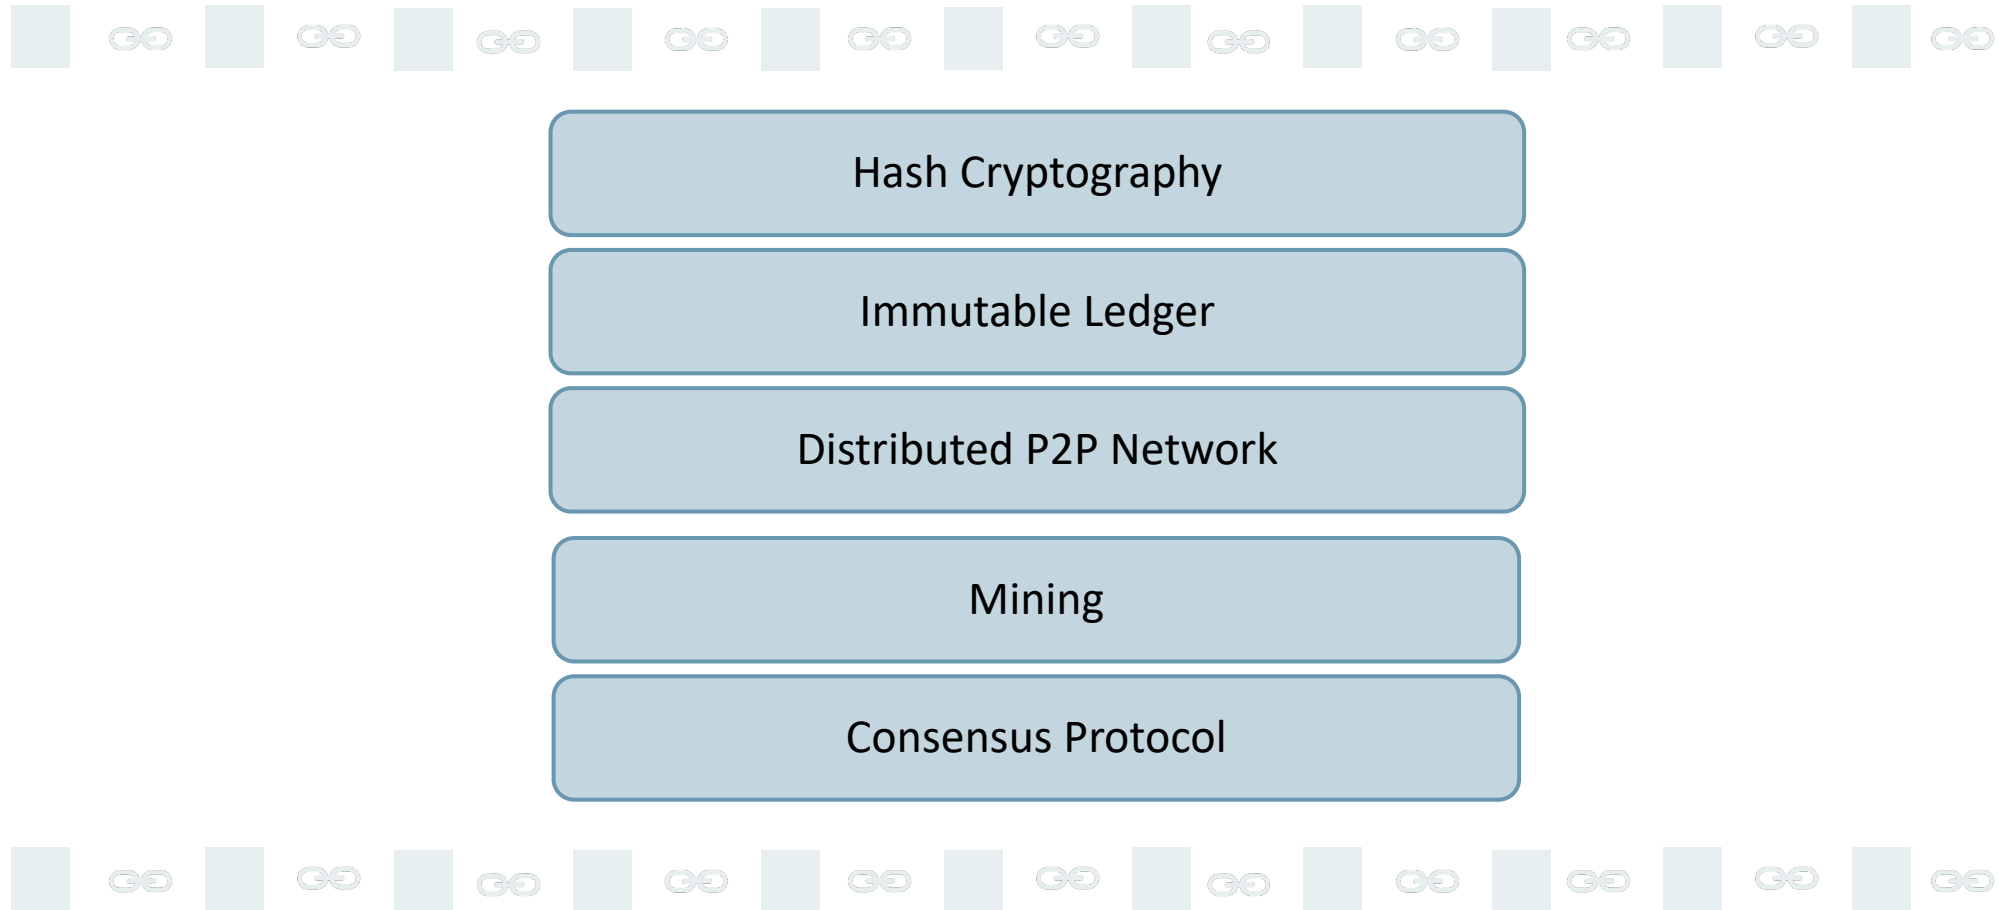 Hash Cryptography
Immutable Ledger
Distributed P2P Network
Mining
Consensus Protocol